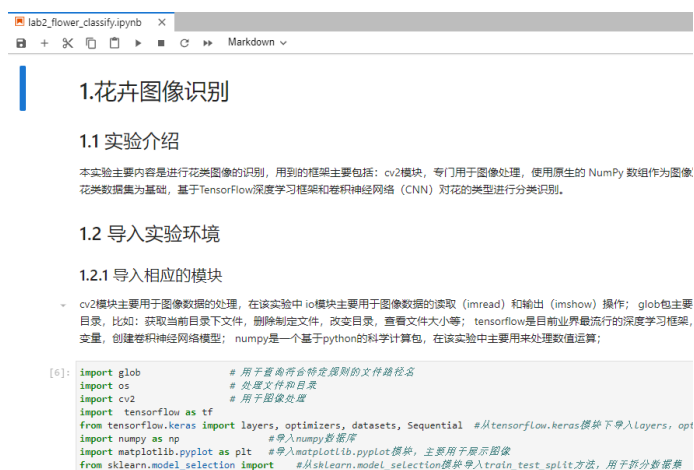 lab2_flower_classify.ipynb
Markdown
1.花卉图像识别
1.1 实验介绍
本实验主要内容是进行花类图像的识别，用到的框架主要包括：cv2模块，专门用于图像处理，使用原生的 NumPy 数组作为图像
花类数据集为基础，基于TensorFlow深度学习框架和卷积神经网络（CNN）对花的类型进行分类识别。
1.2 导入实验环境
1.2.1 导入相应的模块
cv2模块主要用于图像数据的处理，在该实验中 io模块主要用于图像数据的读取（imread）和输出（imshow）操作； glob包主要
目录，比如：获取当前目录下文件，删除制定文件，改变目录，查看文件大小等； tensorflow是目前业界最流行的深度学习框架，
变量，创建卷积神经网络模型； numpy是一个基于python的科学计算包，在该实验中主要用来处理数值运算；
[6]: import glob # 用于查询符合特定规则的文件路径名
import os # 处理文件和目录
import cv2 # 用于图像处理
import tensorflow as tf
from tensorflow.keras import layers, optimizers, datasets, Sequential #从tensorflow.keras模块下导入layers，opt
import numpy as np #导入numpy数据库
import matplotlib.pyplot as plt #导入matplotlib.pyplot模块，主要用于展示图像
from sklearn.model_selection import #从sklearn.model_selection模块导入train_test_split方法，用于拆分数据集